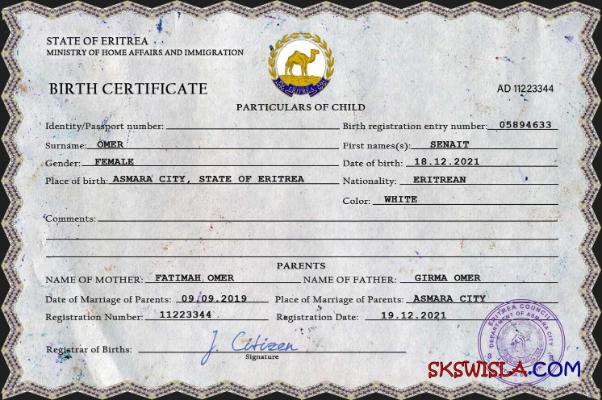 STATE OF ERITREA
MINISTRY OF HOME AFFAIRS AND IMMIGRATION
BIRTH CERTIFICATE
AD 11223344
PARTICULARS OF CHILD
Identity/Passport number:
Birth registration entry number: 05894633
Surname: OMER
First names(s): SENAIT
Gender: FEMALE
Date of birth: 18.12.2021
Place of birth: ASMARA CITY, STATE OF ERITREA
Nationality: ERITREAN
Color: WHITE
Comments:
PARENTS
NAME OF MOTHER: FATIMAH OMER
NAME OF FATHER: GIRMA OMER
Date of Marriage of Parents: 09.09.2019
Place of Marriage of Parents: ASMARA CITY
Registration Number: 11223344
Registration Date: 19.12.2021
Registrar of Births: J. Citizen
Signature
ERITREA COUNCIL
DEPARTMENT OF ASMARA CITY
SKSWISLA.COM